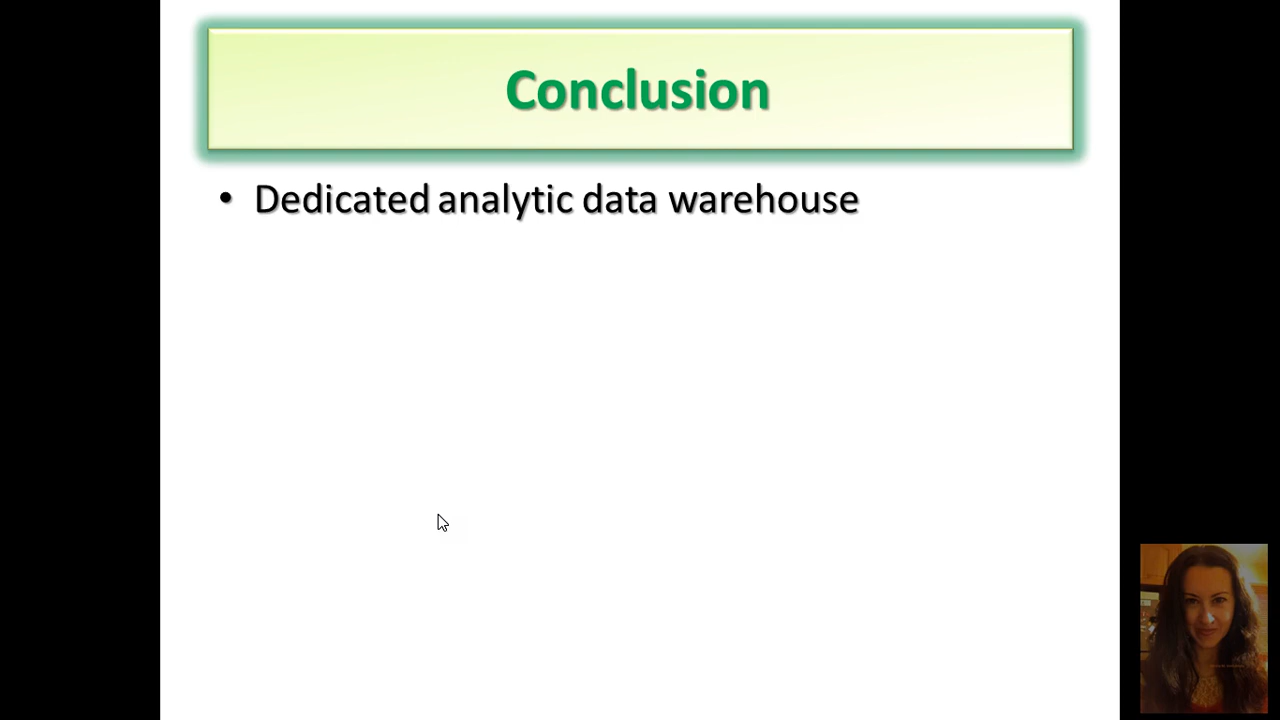 Conclusion
• Dedicated analytic data warehouse